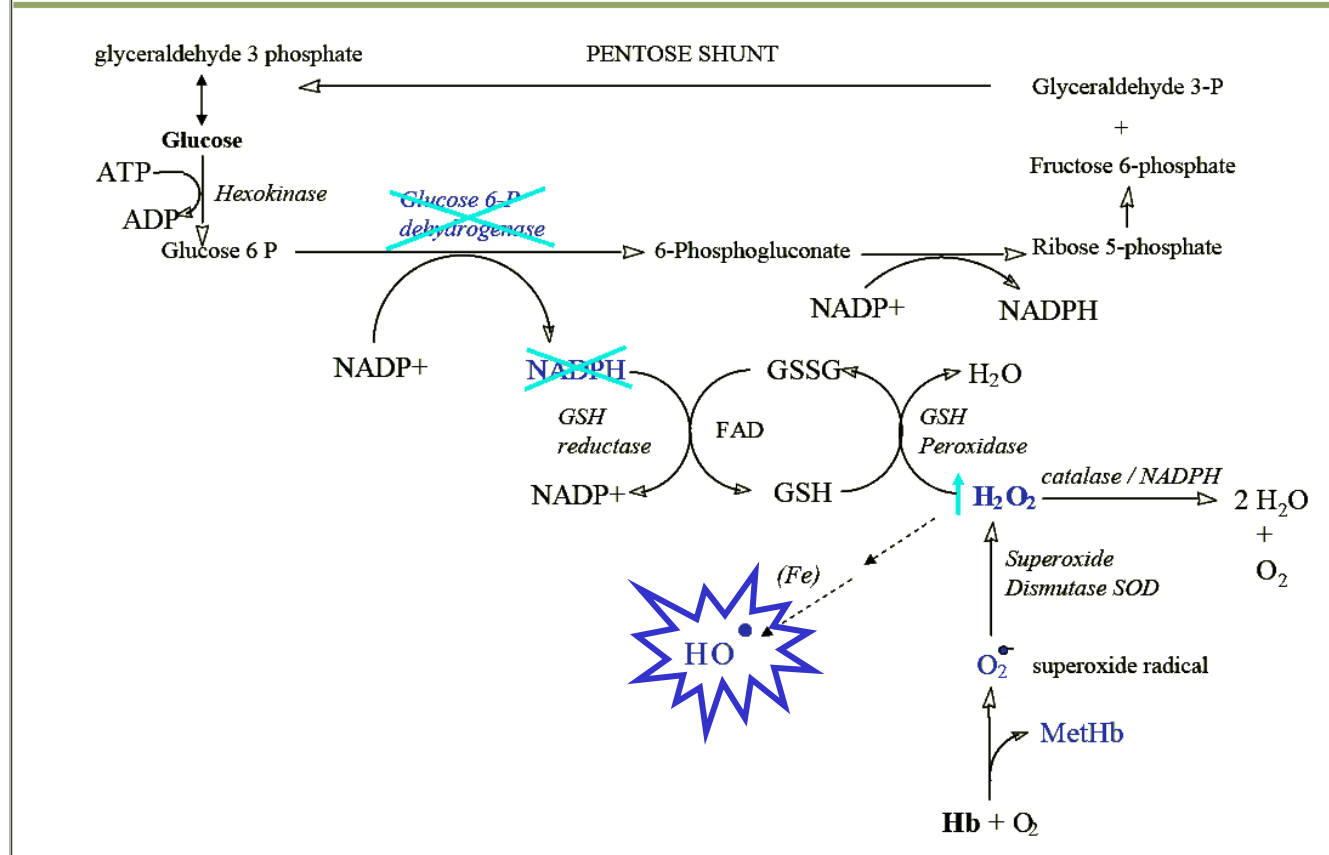 glyceraldehyde 3 phosphate
PENTOSE SHUNT
Glyceraldehyde 3-P
+
Glucose
Fructose 6-phosphate
ATP
Hexokinase
ADP
Glucose 6-P
dehydrogenase
Glucose 6 P
6-Phosphogluconate
Ribose 5-phosphate
NADP+
NADPH
NADP+
NADPH
GSSG
H₂O
GSH
reductase
FAD
GSH
Peroxidase
NADP+
GSH
H₂O₂
catalase / NADPH
2 H₂O
+
O₂
(Fe)
Superoxide
Dismutase SOD
HO•
O₂•- superoxide radical
MetHb
Hb + O₂